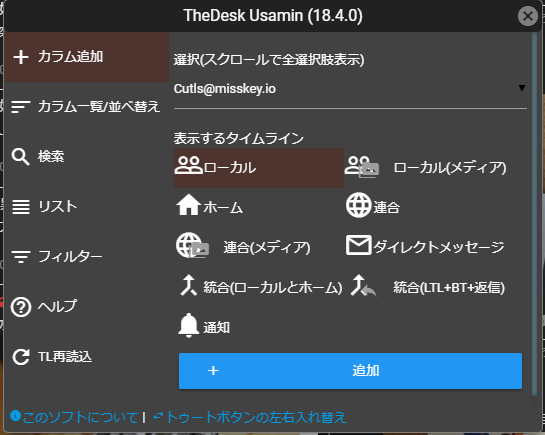 TheDesk Usamin (18.4.0)
カラム追加
カラム一覧/並べ替え
検索
リスト
フィルター
ヘルプ
TL再読込
選択(スクロールで全選択肢表示)
Cutls@misskey.io
表示するタイムライン
ローカル
ローカル(メディア)
ホーム
連合
連合(メディア)
ダイレクトメッセージ
統合(ローカルとホーム)
統合(LTL+BT+返信)
通知
+ 追加
このソフトについて | トゥートボタンの左右入れ替え